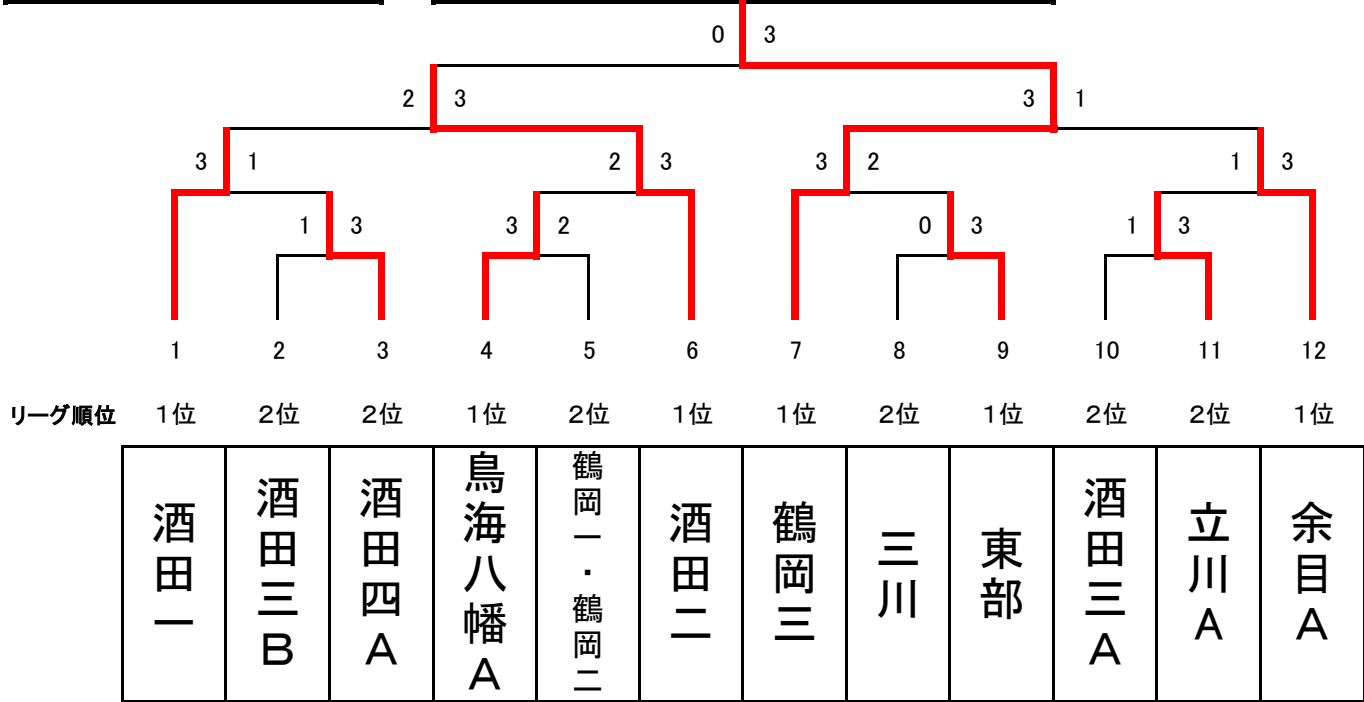 0 3
2 3 3 1
3 1 2 3 3 2 1 3
1 3 3 2 0 3 1 3
1 2 3 4 5 6 7 8 9 10 11 12
リーグ順位 1位 2位 2位 1位 2位 1位 1位 2位 1位 2位 2位 1位
酒田一
酒田三B
酒田四A
鳥海八幡A
鶴岡一・鶴岡二
酒田二
鶴岡三
三川
東部
酒田三A
立川A
余目A